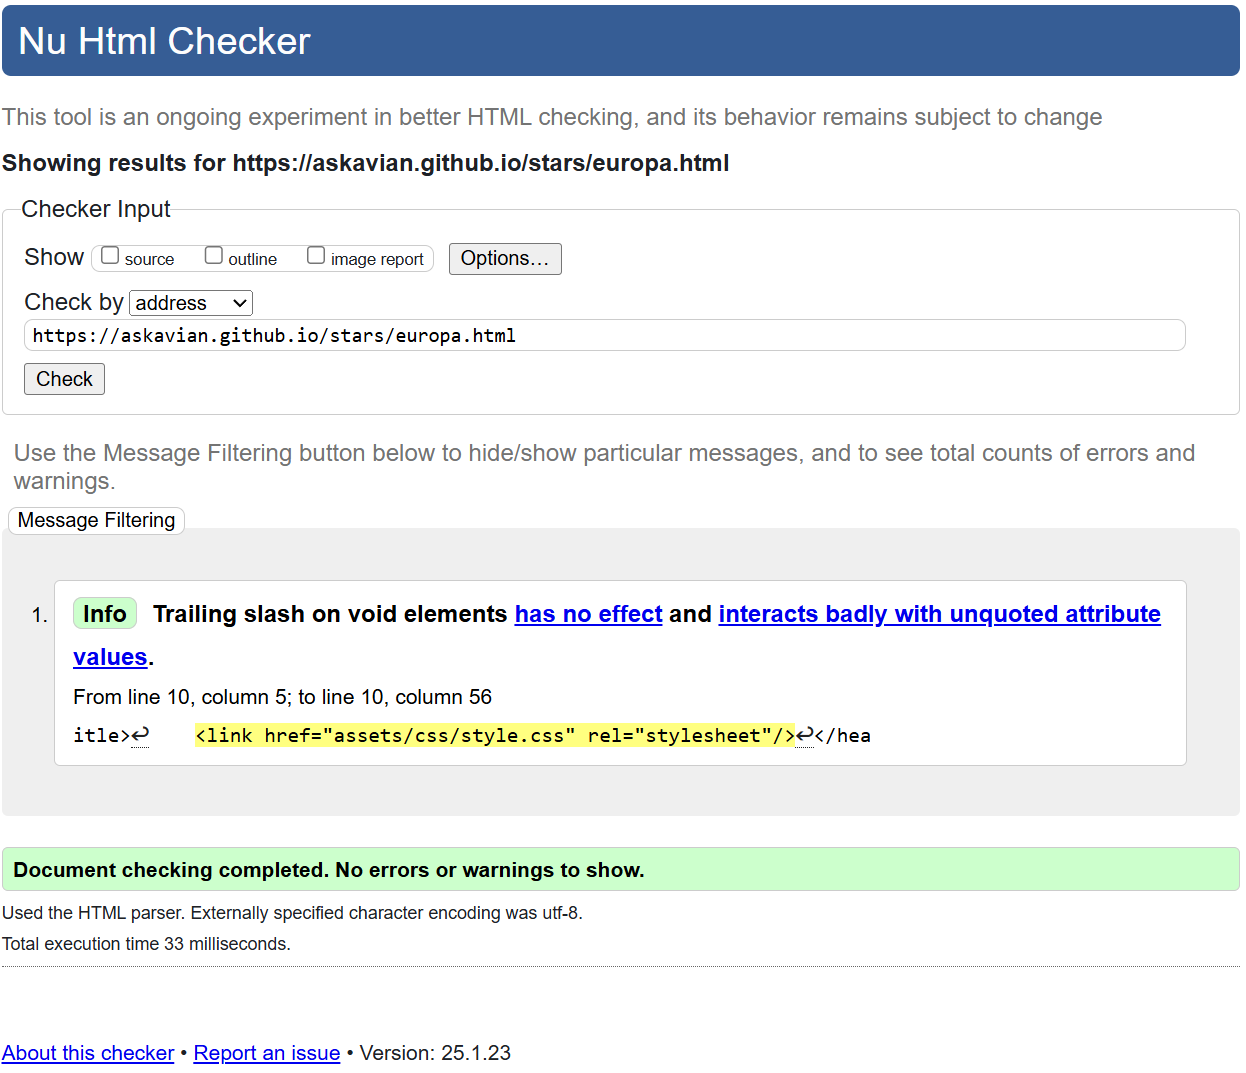 Nu Html Checker
This tool is an ongoing experiment in better HTML checking, and its behavior remains subject to change
Showing results for https://askavian.github.io/stars/europa.html
Checker Input
Show source outline image report Options...
Check by address
https://askavian.github.io/stars/europa.html
Check
Use the Message Filtering button below to hide/show particular messages, and to see total counts of errors and
warnings.
Message Filtering
1. Info Trailing slash on void elements has no effect and interacts badly with unquoted attribute
values.
From line 10, column 5; to line 10, column 56
itle>↩ <link href="assets/css/style.css" rel="stylesheet"/>↩</hea
Document checking completed. No errors or warnings to show.
Used the HTML parser. Externally specified character encoding was utf-8.
Total execution time 33 milliseconds.
About this checker • Report an issue • Version: 25.1.23